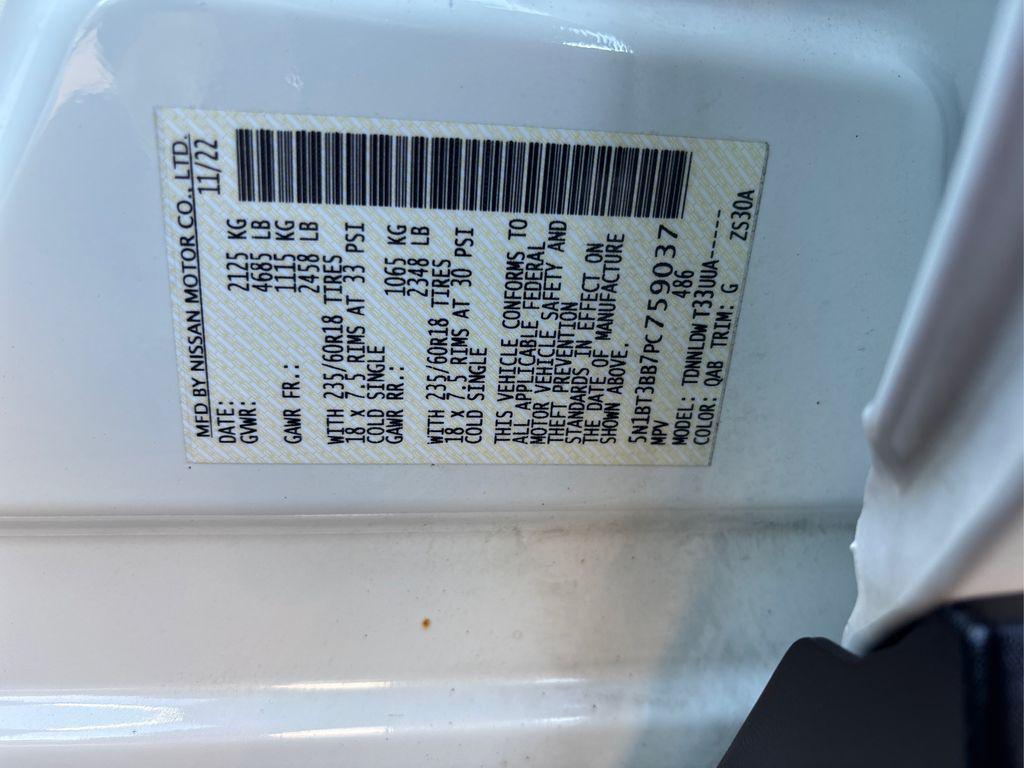 MFD BY NISSAN MOTOR CO., LTD.
DATE: 11/22
GVWR: 2125 KG
4685 LB
GAWR FR.: 1115 KG
2458 LB
WITH 235/60R18 TIRES
18 x 7.5 RIMS AT 33 PSI
COLD SINGLE
GAWR RR.: 1065 KG
2348 LB
WITH 235/60R18 TIRES
18 x 7.5 RIMS AT 30 PSI
COLD SINGLE
THIS VEHICLE CONFORMS TO
ALL APPLICABLE FEDERAL
MOTOR VEHICLE SAFETY AND
THEFT PREVENTION
STANDARDS IN EFFECT ON
THE DATE OF MANUFACTURE
SHOWN ABOVE.
5N1BT3BB7PC759037
MPV 486
MODEL: TDNNLDW T33UUA-----
COLOR: QAB TRIM: G ZS30A